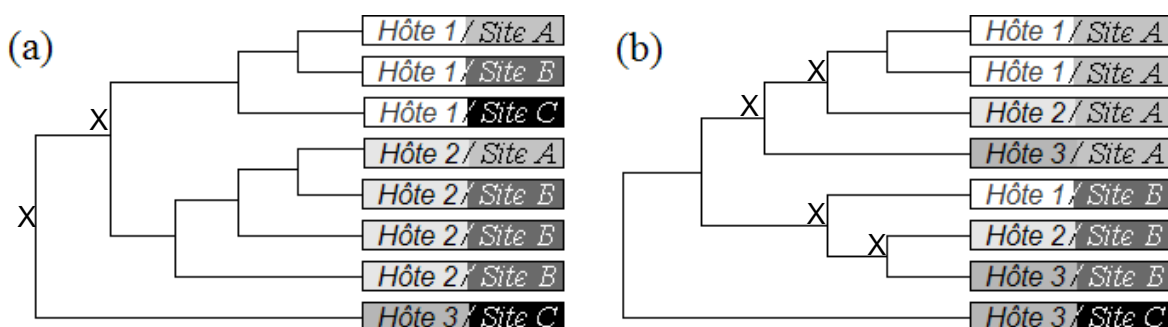 (a)
Hôte 1 / Site A
Hôte 1 / Site B
Hôte 1 / Site C
Hôte 2 / Site A
Hôte 2 / Site B
Hôte 2 / Site B
Hôte 2 / Site B
Hôte 3 / Site C
X
X
(b)
Hôte 1 / Site A
Hôte 1 / Site A
Hôte 2 / Site A
Hôte 3 / Site A
Hôte 1 / Site B
Hôte 2 / Site B
Hôte 3 / Site B
Hôte 3 / Site C
X
X
X
X